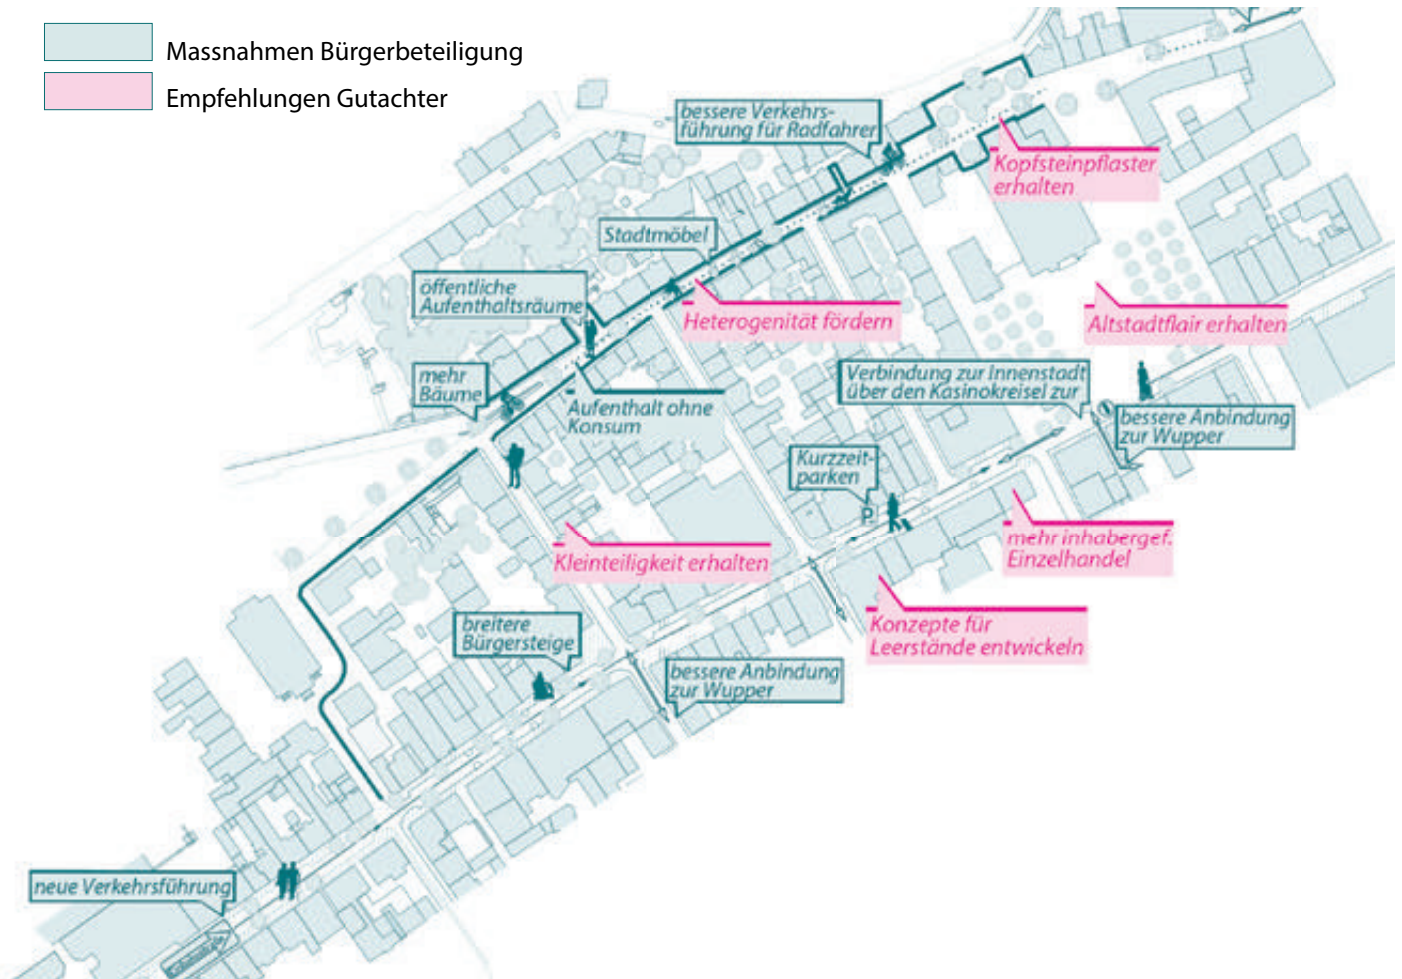 Massnahmen Bürgerbeteiligung
Empfehlungen Gutachter
bessere Verkehrs-
führung für Radfahrer
Kopfsteinpflaster
erhalten
Stadtmöbel
öffentliche
Aufenthaltsräume
Heterogenität fördern
Altstadtflair erhalten
mehr
Bäume
Aufenthalt ohne
Konsum
Verbindung zur Innenstadt
über den Kasinokreisel zur
bessere Anbindung
zur Wupper
Kurzzeit-
parken
P
mehr inhabergef.
Einzelhandel
Kleinteiligkeit erhalten
Konzepte für
Leerstände entwickeln
breitere
Bürgersteige
bessere Anbindung
zur Wupper
neue Verkehrsführung